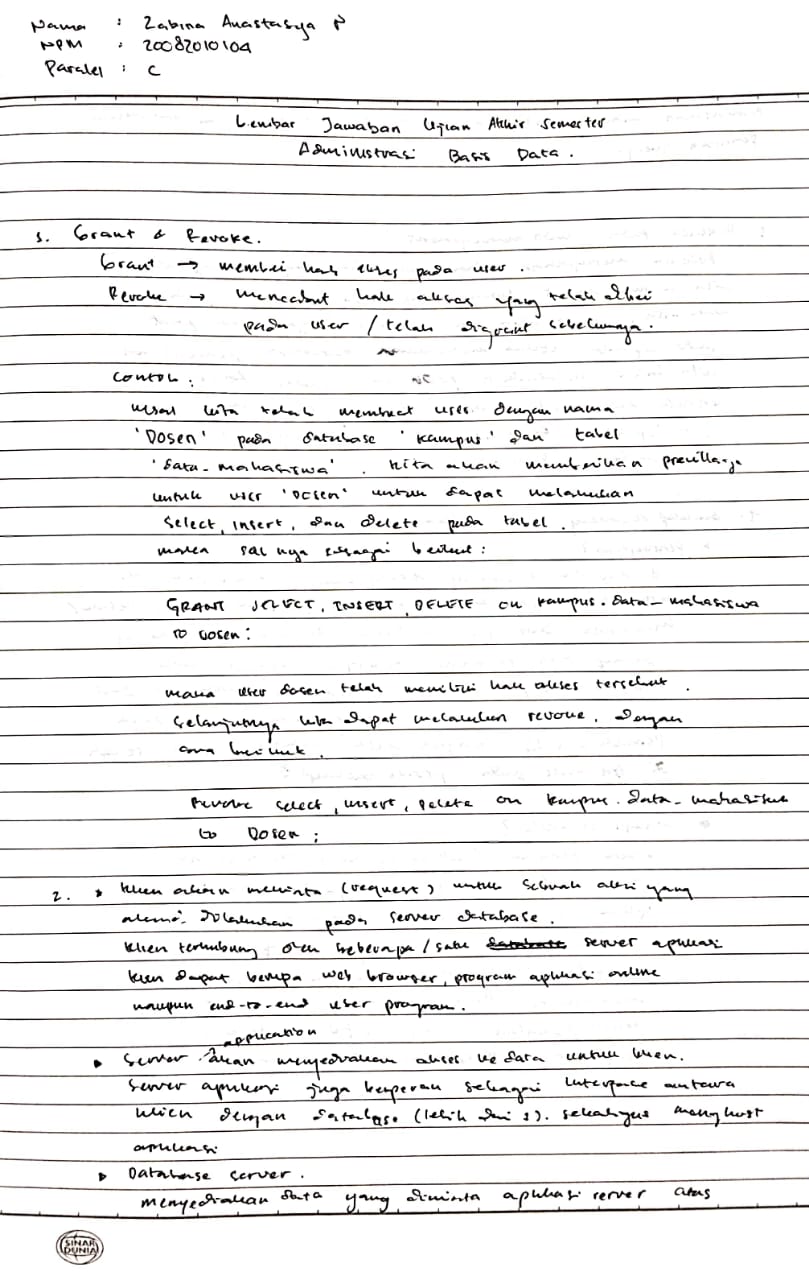 Nama : Zabina Anastasya P
NPM : 20082010104
Paralel : C
Lembar Jawaban Ujian Akhir Semester
Administrasi Basis Data.
1. Grant & Revoke.
Grant → memberi hak akses pada user.
Revoke → mencabut hak akses yang telah diberi
pada user / telah digrant sebelumnya.
Contoh :
misal kita telah membuat user dengan nama
'Dosen' pada database 'kampus' dan tabel
'data_mahasiswa'. Kita akan memberikan
untuk user 'Dosen' untuk dapat melakukan
Select, insert, dan delete pada tabel.
maka sql nya sebagai berikut :
GRANT SELECT, INSERT, DELETE on kampus.data_mahasiswa
to Dosen;
maka user dosen telah memiliki hak akses tersebut.
Selanjutnya kita dapat melakukan revoke, dengan
cara berikut.
Revoke select, insert, delete on kampus.data_mahasiswa
to Dosen;
2. • klien akan meminta (request) untuk sebuah aksi yang
dilakukan pada server database.
klien terhubung oleh beberapa / satu server aplikasi
klien dapat berupa web browser, program aplikasi online
maupun end-to-end user program.
application
• Server akan menyediakan akses ke data untuk klien.
Server aplikasi juga berperan sebagai interface antara
klien dengan database (lebih dari 1). sekaligus menghost
aplikasi
• Database server.
menyediakan data yang diminta aplikasi server atas
SINAR
DUNIA